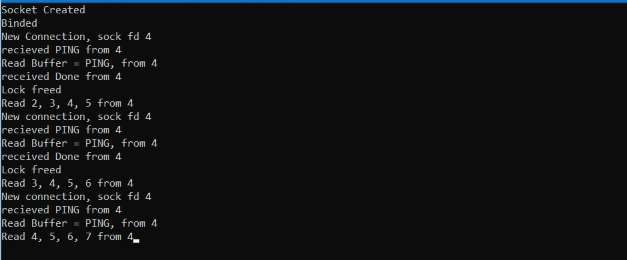 Socket Created
Binded
New Connection, sock fd 4
recieved PING from 4
Read Buffer = PING, from 4
received Done from 4
Lock freed
Read 2, 3, 4, 5 from 4
New connection, sock fd 4
recieved PING from 4
Read Buffer = PING, from 4
received Done from 4
Lock freed
Read 3, 4, 5, 6 from 4
New connection, sock fd 4
recieved PING from 4
Read Buffer = PING, from 4
Read 4, 5, 6, 7 from 4